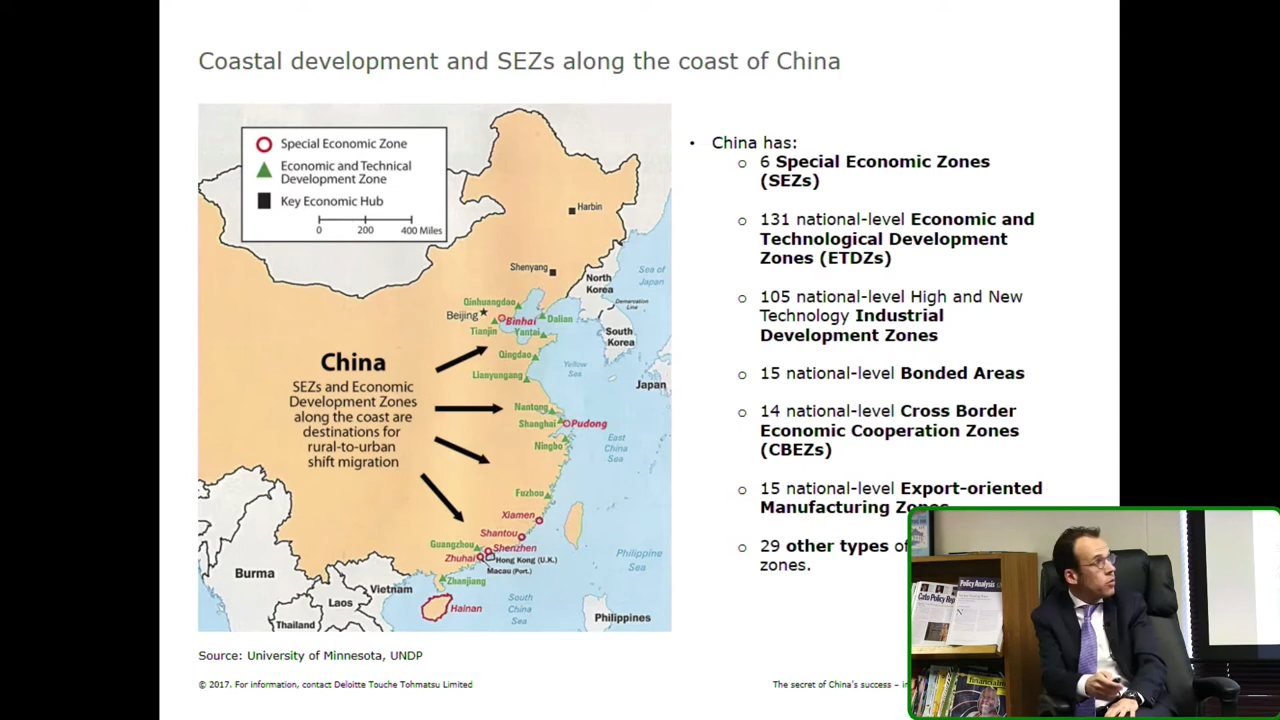 Coastal development and SEZs along the coast of China
Special Economic Zone
Economic and Technical
Development Zone
Key Economic Hub
0 200 400 Miles
Harbin
Shenyang
Sea of
Japan
North
Korea
Demarcation
Line
Qinhuangdao
Beijing
Binhai
Dalian
Tianjin
Yantai
South
Korea
Qingdao
Yellow
Sea
Lianyungang
Japan
China
SEZs and Economic
Development Zones
along the coast are
destinations for
rural-to-urban
shift migration
Nantong
Shanghai
Pudong
Ningbo
East
China
Sea
Fuzhou
Xiamen
Shantou
Guangzhou
Shenzhen
Zhuhai
Hong Kong (U.K.)
Macau (Port.)
Philippine
Sea
Burma
Vietnam
Zhanjiang
Laos
Hainan
South
China
Sea
Thailand
Philippines
• China has:
o 6 Special Economic Zones
(SEZs)
o 131 national-level Economic and
Technological Development
Zones (ETDZs)
o 105 national-level High and New
Technology Industrial
Development Zones
o 15 national-level Bonded Areas
o 14 national-level Cross Border
Economic Cooperation Zones
(CBEZs)
o 15 national-level Export-oriented
Manufacturing Zones
o 29 other types of
zones.
Source: University of Minnesota, UNDP
© 2017. For information, contact Deloitte Touche Tohmatsu Limited
The secret of China's success –
Policy Analysis
Cato Policy